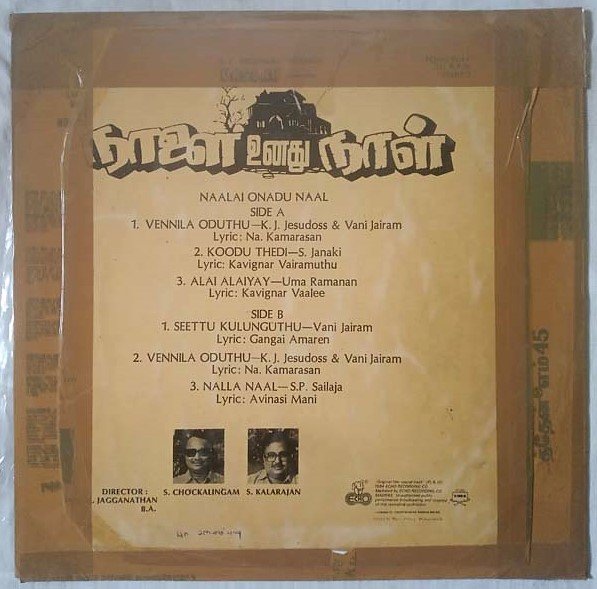 நாளை உனது நாள்
NAALAI ONADU NAAL
SIDE A
1. VENNILA ODUTHU—K. J. Jesudoss & Vani Jairam
Lyric: Na. Kamarasan
2. KOODU THEDI—S. Janaki
Lyric: Kavignar Vairamuthu
3. ALAI ALAIYAY—Uma Ramanan
Lyric: Kavignar Vaalee
SIDE B
1. SEETTU KULUNGUTHU—Vani Jairam
Lyric: Gangai Amaren
2. VENNILA ODUTHU—K. J. Jesudoss & Vani Jairam
Lyric: Na. Kamarasan
3. NALLA NAAL—S.P. Sailaja
Lyric: Avinasi Mani
DIRECTOR :
. JAGGANATHAN
B.A.
S. CHOCKALINGAM
S. KALARAJAN
ECHO